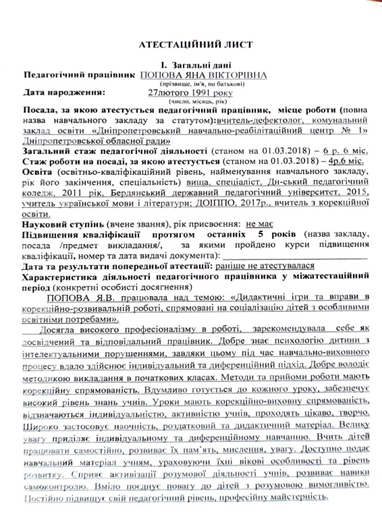 АТЕСТАЦІЙНИЙ ЛИСТ
І. Загальні дані
Педагогічний працівник ПОПОВА ЯНА ВІКТОРІВНА
(прізвище, ім'я, по батькові)
Дата народження: 27лютого 1991 року
(число, місяць, рік)
Посада, за якою атестується педагогічний працівник, місце роботи (повна
назва навчального закладу за статутом):вчитель-дефектолог, комунальний
заклад освіти «Дніпропетровський навчально-реабілітаційний центр № 1»
Дніпропетровської обласної ради»
Загальний стаж педагогічної діяльності (станом на 01.03.2018) – 6 р. 6 міс.
Стаж роботи на посаді, за якою атестується (станом на 01.03.2018) – 4р.6 міс.
Освіта (освітньо-кваліфікаційний рівень, найменування навчального закладу,
рік його закінчення, спеціальність) вища, спеціаліст, Дн-ський педагогічний
коледж, 2011 рік, Бердянський державний педагогічний університет, 2015,
учитель української мови і літератури; ДОІППО, 2017р., вчитель з корекційної
освіти.
Науковий ступінь (вчене звання), рік присвоєння: не має
Підвищення кваліфікації протягом останніх 5 років (назва закладу,
посада /предмет викладання/, за якими пройдено курси підвищення
кваліфікації, номер та дата видачі документа):
Дата та результати попередньої атестації: раніше не атестувалася
Характеристика діяльності педагогічного працівника у міжатестаційний
період (конкретні особисті досягнення)
ПОПОВА Я.В. працювала над темою: «Дидактичні ігри та вправи в
корекційно-розвивальній роботі, спрямовані на соціалізацію дітей з особливими
освітніми потребами».
Досягла високого професіоналізму в роботі, зарекомендувала себе як
досвідчений та відповідальний працівник. Добре знає психологію дитини з
інтелектуальними порушеннями, завдяки цьому під час навчально-виховного
процесу вдало здійснює індивідуальний та диференційний підхід. Добре володіє
методикою викладання в початкових класах. Методи та прийоми роботи мають
корекційну спрямованість. Вдумливо готується до кожного уроку, забезпечує
високий рівень знань учнів. Уроки мають корекційно-виховну спрямованість,
відзначаються індивідуальністю, активністю учнів, проходять цікаво, творчо.
Широко застосовує наочність, роздатковий та дидактичний матеріал. Велику
увагу приділяє індивідуальному та диференційному навчанню. Вчить дітей
працювати самостійно, розвиває їх пам'ять, мислення, увагу. Доступно подає
навчальний матеріал учням, ураховуючи їхні вікові особливості та рівень
розвитку. Сприяє активізації розумової діяльності учнів, розвиває навики
самоконтролю. Вміло поєднує повагу до дітей з розумовою вимогливістю.
Постійно підвищує свій педагогічний рівень, професійну майстерність.